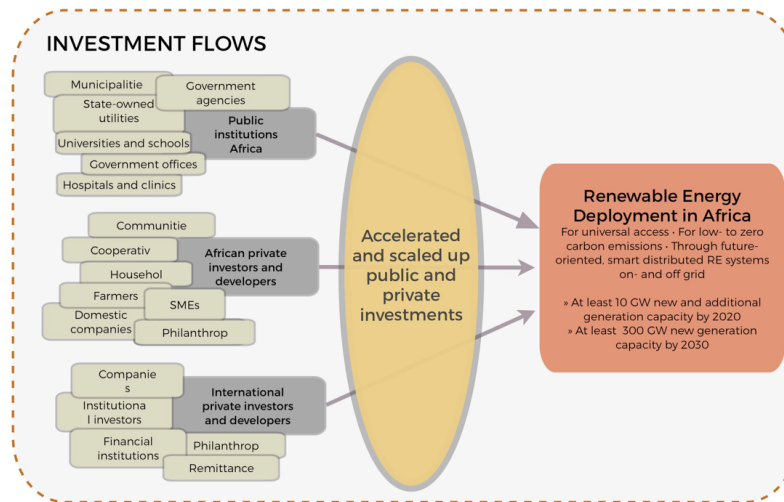 INVESTMENT FLOWS
Municipalitie
Government
agencies
State-owned
utilities
Public
institutions
Africa
Universities and schools
Government offices
Hospitals and clinics
Communitie
Cooperativ
African private
investors and
developers
Househol
Farmers
SMEs
Domestic
companies
Philanthrop
Companie
s
Institutiona
l investors
International
private investors
and developers
Financial
institutions
Philanthrop
Remittance
Accelerated
and scaled up
public and
private
investments
Renewable Energy
Deployment in Africa
For universal access • For low- to zero
carbon emissions • Through future-
oriented, smart distributed RE systems
on- and off grid
» At least 10 GW new and additional
generation capacity by 2020
» At least 300 GW new generation
capacity by 2030